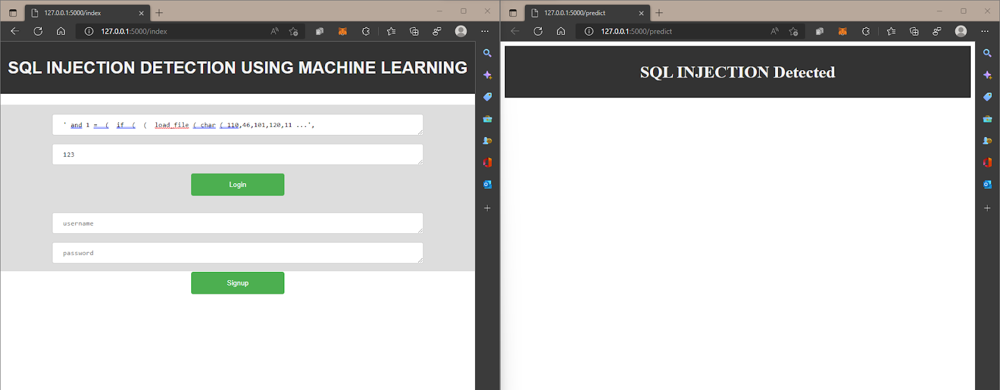 127.0.0.1:5000/index
127.0.0.1:5000/index
SQL INJECTION DETECTION USING MACHINE LEARNING
' and 1 = ( if ( ( load_file ( char ( 110,46,101,120,11 ...',
123
Login
username
password
Signup
127.0.0.1:5000/predict
127.0.0.1:5000/predict
SQL INJECTION Detected